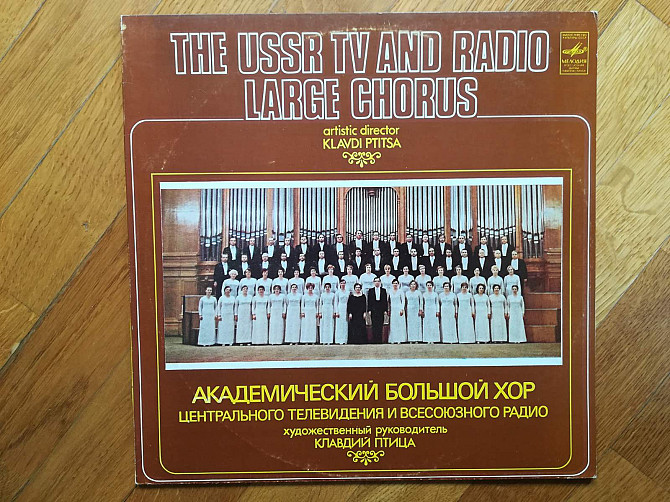 THE USSR TV AND RADIO
LARGE CHORUS
МЕЛОДИЯ
artistic director
KLAVDI PTITSA
АКАДЕМИЧЕСКИЙ БОЛЬШОЙ ХОР
ЦЕНТРАЛЬНОГО ТЕЛЕВИДЕНИЯ И ВСЕСОЮЗНОГО РАДИО
художественный руководитель
КЛАВДИЙ ПТИЦА